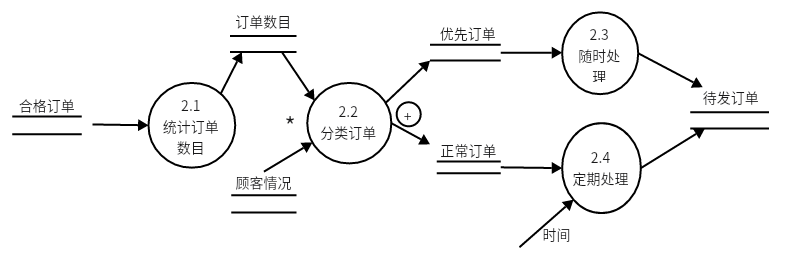 订单数目
优先订单
2.3
随时处
理
合格订单
2.1
统计订单
数目
*
2.2
分类订单
+
待发订单
正常订单
2.4
定期处理
顾客情况
时间